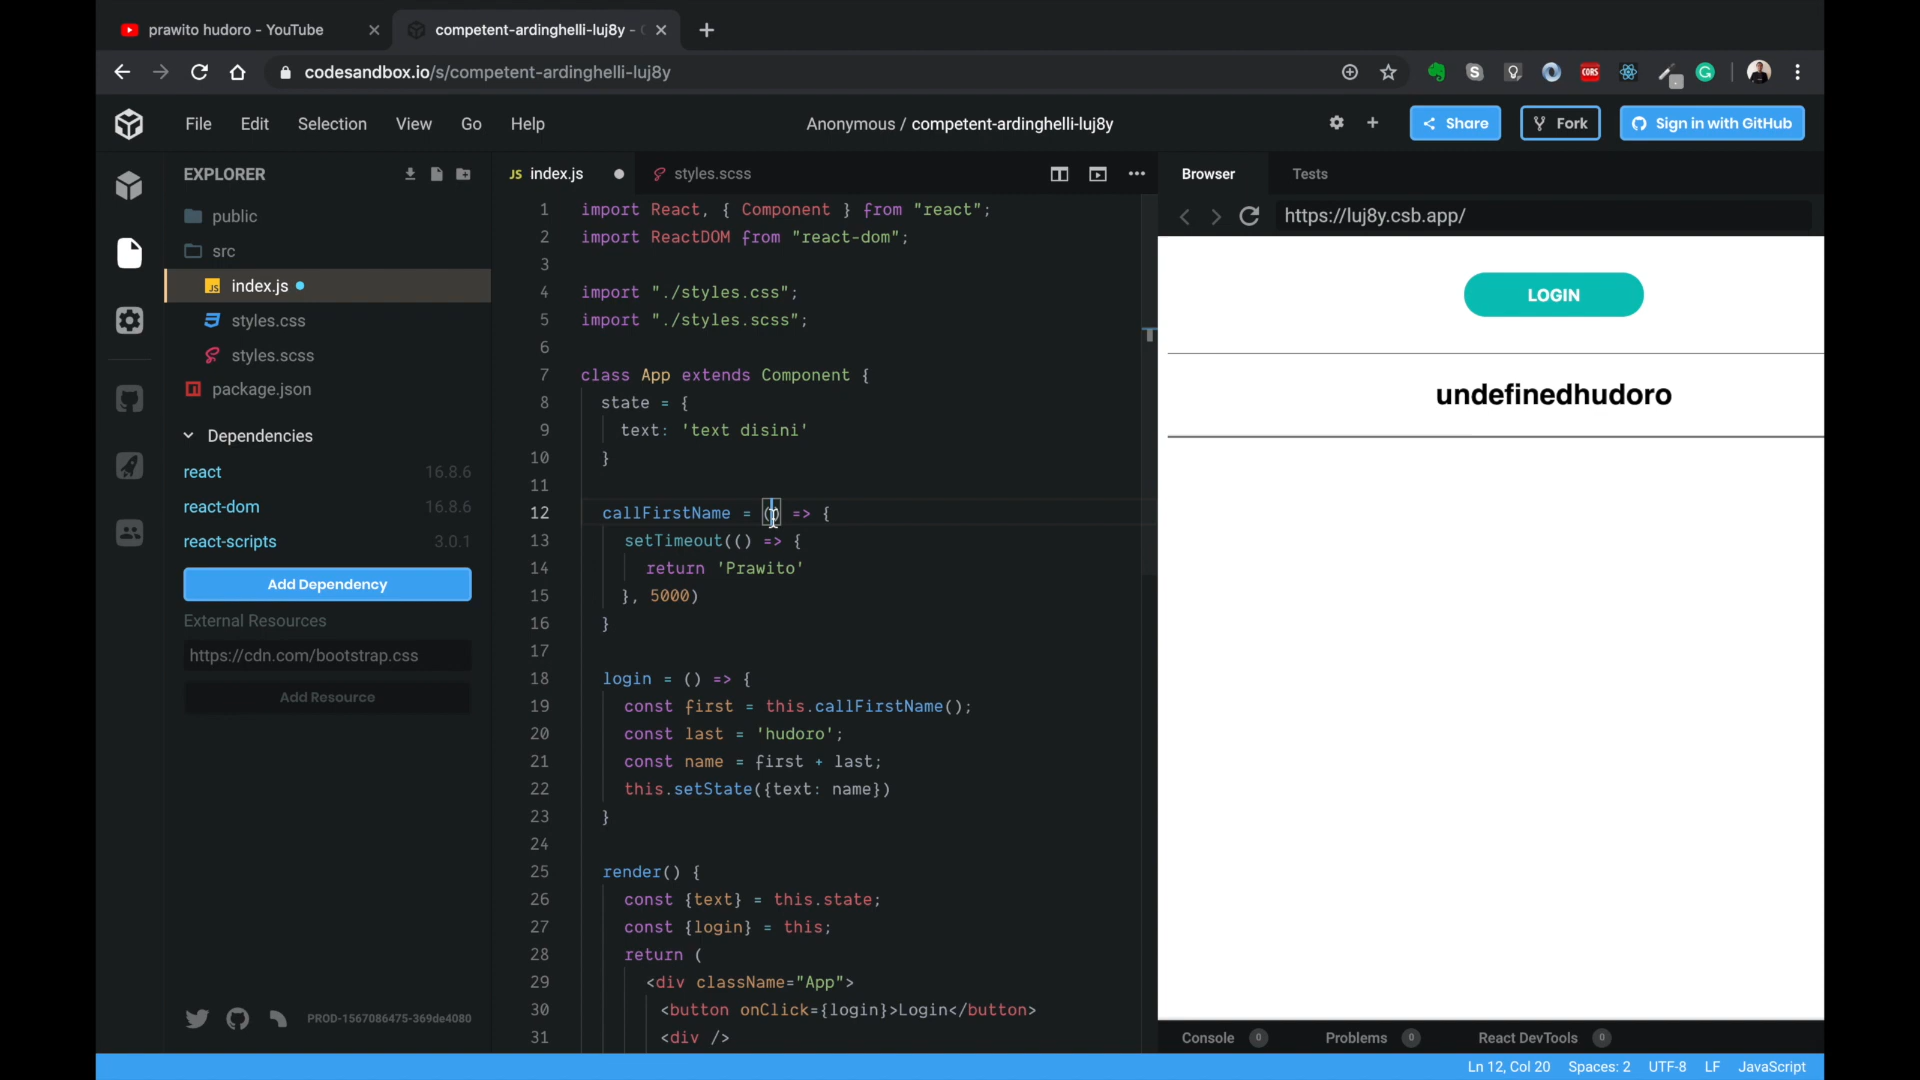 prawito hudoro - YouTube
competent-ardinghelli-luj8y -
codesandbox.io/s/competent-ardinghelli-luj8y
CORS
File Edit Selection View Go Help
Anonymous / competent-ardinghelli-luj8y
Share
Fork
Sign in with GitHub
EXPLORER
public
src
JS index.js
styles.css
styles.scss
package.json
Dependencies
react 16.8.6
react-dom 16.8.6
react-scripts 3.0.1
Add Dependency
External Resources
https://cdn.com/bootstrap.css
Add Resource
PROD-1567086475-369de4080
JS index.js
styles.scss
1 import React, { Component } from "react";
2 import ReactDOM from "react-dom";
3
4 import "./styles.css";
5 import "./styles.scss";
6
7 class App extends Component {
8 state = {
9 text: 'text disini'
10 }
11
12 callFirstName = () => {
13 setTimeout(() => {
14 return 'Prawito'
15 }, 5000)
16 }
17
18 login = () => {
19 const first = this.callFirstName();
20 const last = 'hudoro';
21 const name = first + last;
22 this.setState({text: name})
23 }
24
25 render() {
26 const {text} = this.state;
27 const {login} = this;
28 return (
29 <div className="App">
30 <button onClick={login}>Login</button>
31 <div />
Browser
Tests
https://luj8y.csb.app/
LOGIN
undefinedhudoro
Console 0
Problems 0
React DevTools 0
Ln 12, Col 20 Spaces: 2 UTF-8 LF JavaScript